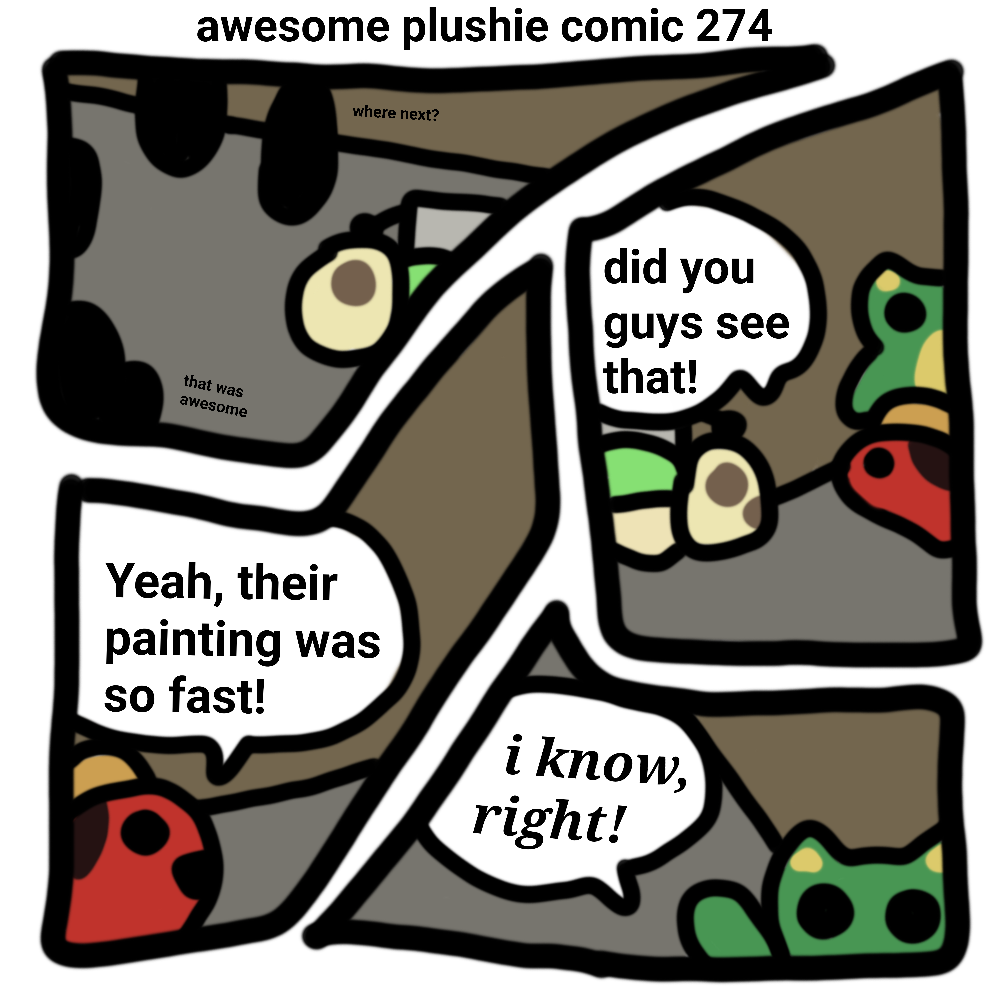 awesome plushie comic 274
where next?
that was
awesome
did you
guys see
that!
Yeah, their
painting was
so fast!
i know,
right!